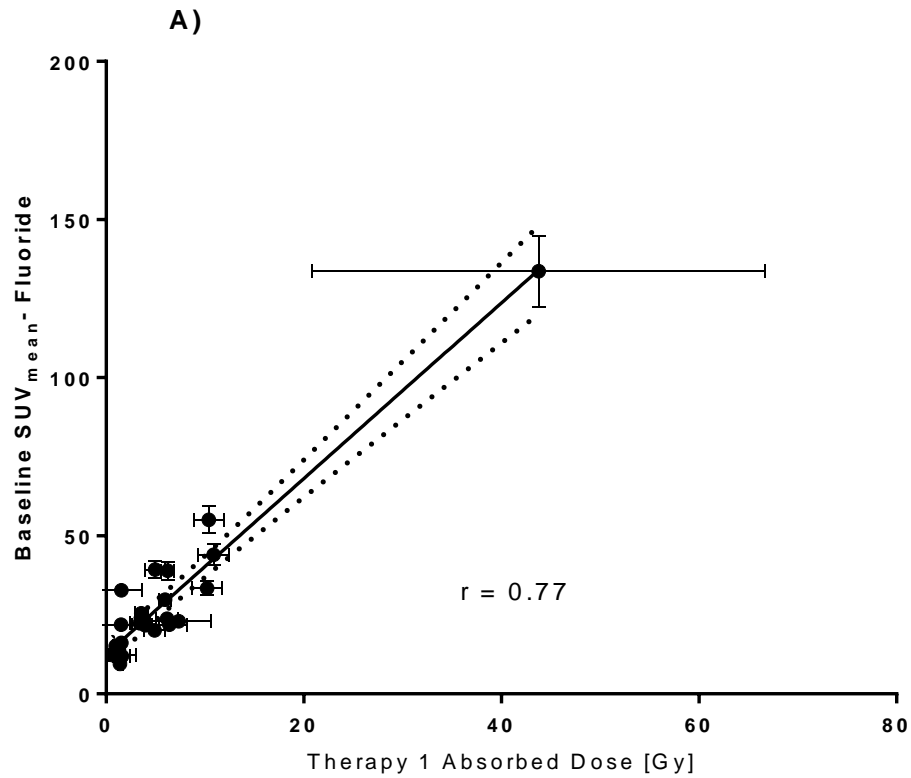 A)
200
150
100
50
0
Baseline SUVmean- Fluoride
r = 0.77
0 20 40 60 80
Therapy 1 Absorbed Dose [Gy]